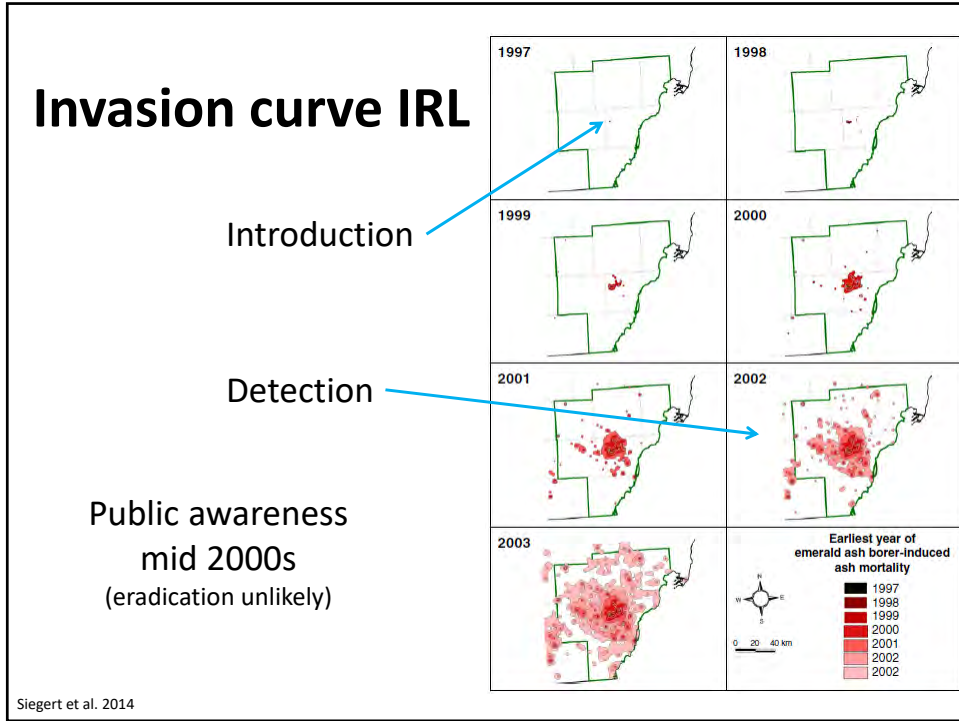 Invasion curve IRL
Introduction
Detection
Public awareness
mid 2000s
(eradication unlikely)
1997
1998
1999
2000
2001
2002
2003
Earliest year of
emerald ash borer-induced
ash mortality
1997
1998
1999
2000
2001
2002
2002
N
W E
S
0 20 40 km
Siegert et al. 2014